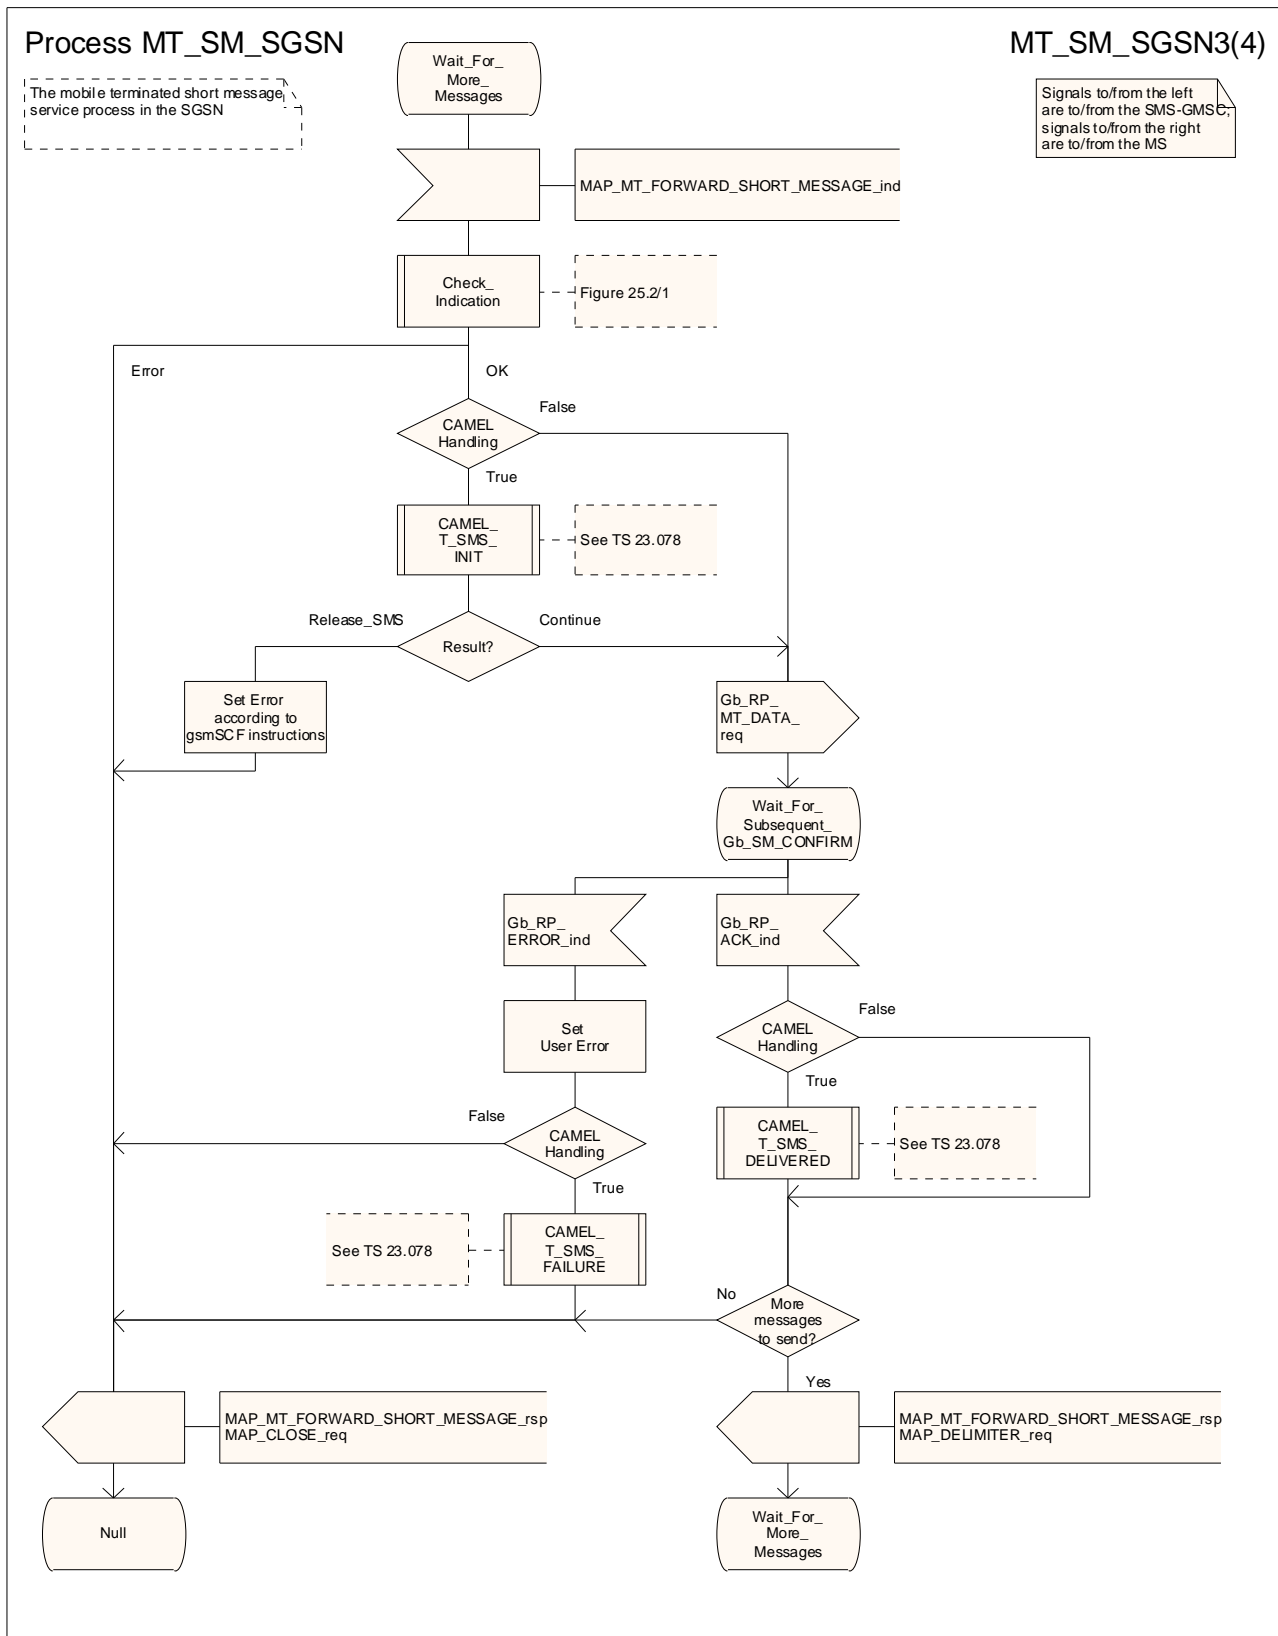 Process MT_SM_SGSN
MT_SM_SGSN3(4)
The mobile terminated short message
service process in the SGSN
Signals to/from the left
are to/from the SMS-GMSC;
signals to/from the right
are to/from the MS
Wait_For_
More_
Messages
MAP_MT_FORWARD_SHORT_MESSAGE_ind
Check_
Indication
Figure 25.2/1
Error
OK
CAMEL
Handling
False
True
CAMEL_
T_SMS_
INIT
See TS 23.078
Release_SMS
Result?
Continue
Set Error
according to
gsmSCF instructions
Gb_RP_
MT_DATA_
req
Wait_For_
Subsequent_
Gb_SM_CONFIRM
Gb_RP_
ERROR_ind
Gb_RP_
ACK_ind
Set
User Error
CAMEL
Handling
False
True
False
CAMEL
Handling
True
CAMEL_
T_SMS_
DELIVERED
See TS 23.078
See TS 23.078
CAMEL_
T_SMS_
FAILURE
No
More
messages
to send?
Yes
MAP_MT_FORWARD_SHORT_MESSAGE_rsp
MAP_CLOSE_req
MAP_MT_FORWARD_SHORT_MESSAGE_rsp
MAP_DELIMITER_req
Null
Wait_For_
More_
Messages